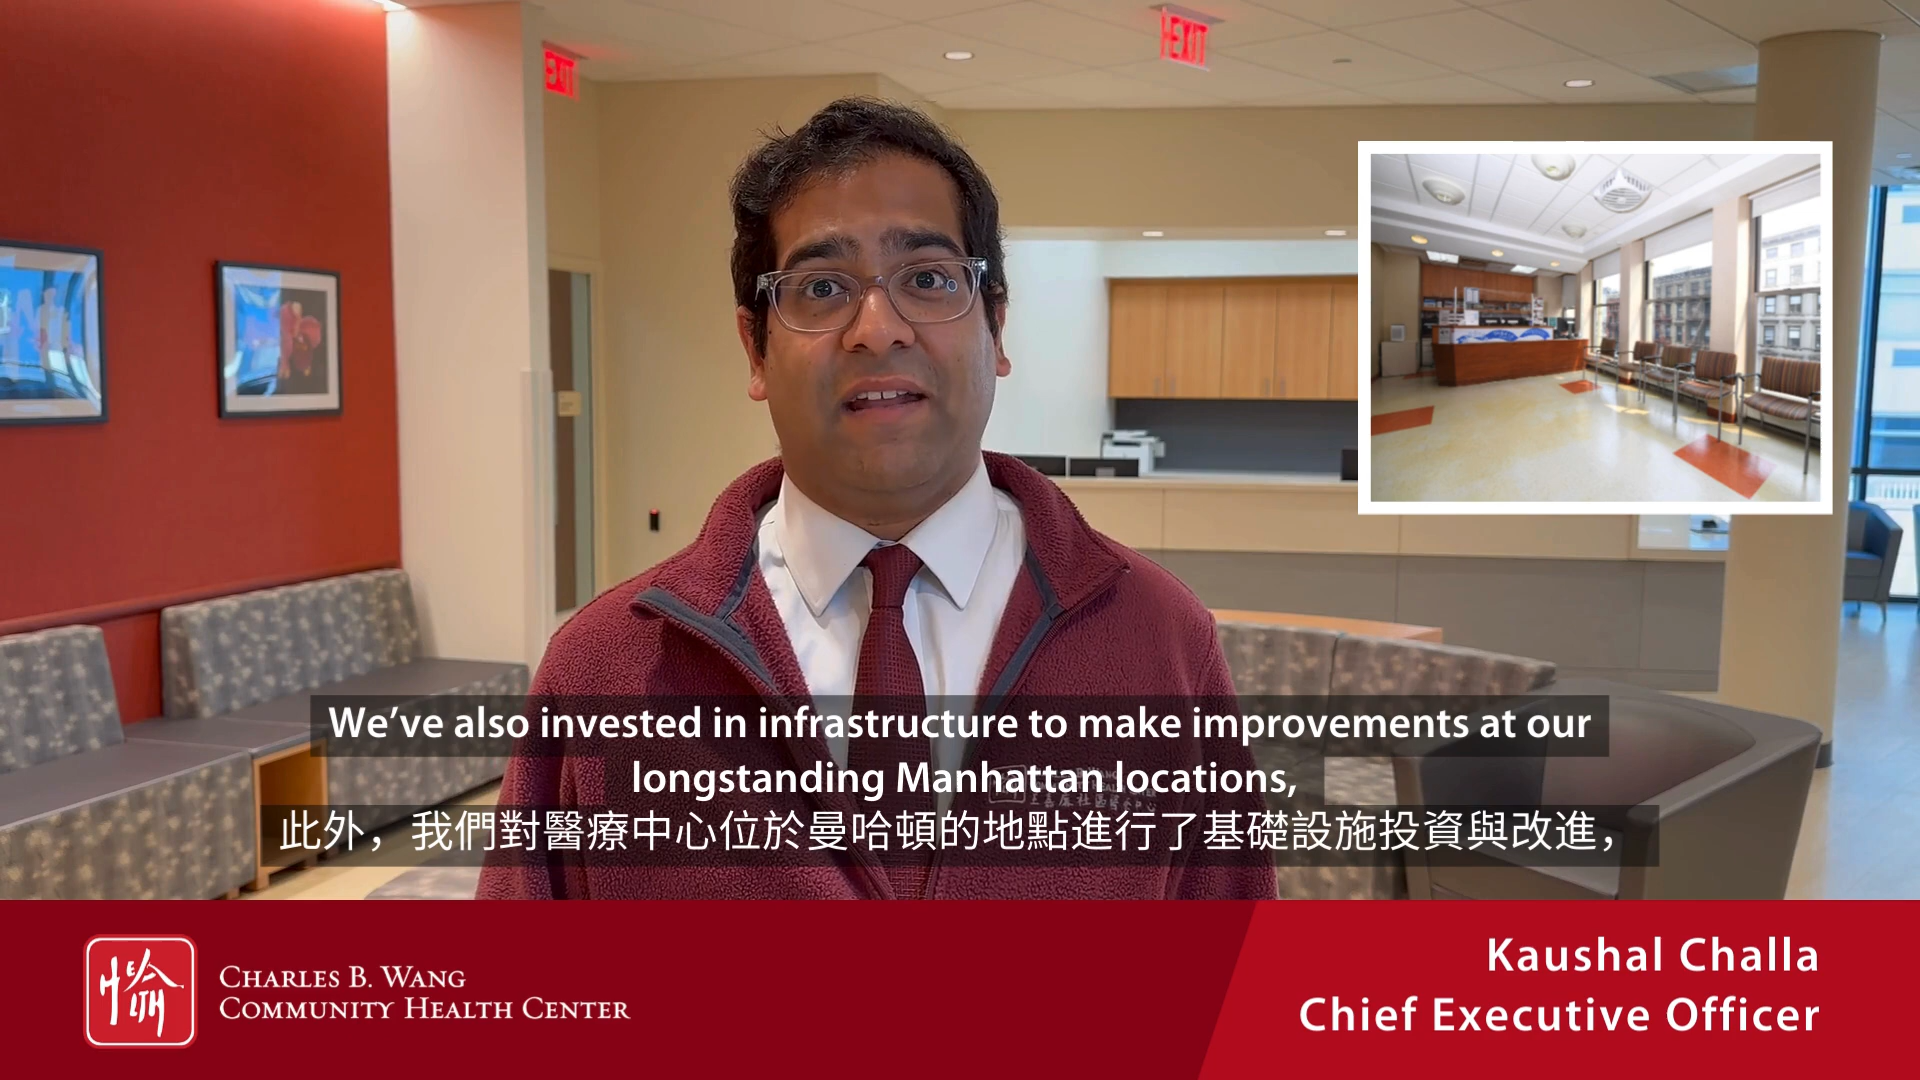 EXIT
EXIT
We’ve also invested in infrastructure to make improvements at our
longstanding Manhattan locations,
此外，我們對醫療中心位於曼哈頓的地點進行了基礎設施投資與改進，
CHARLES B. WANG
COMMUNITY HEALTH CENTER
Kaushal Challa
Chief Executive Officer